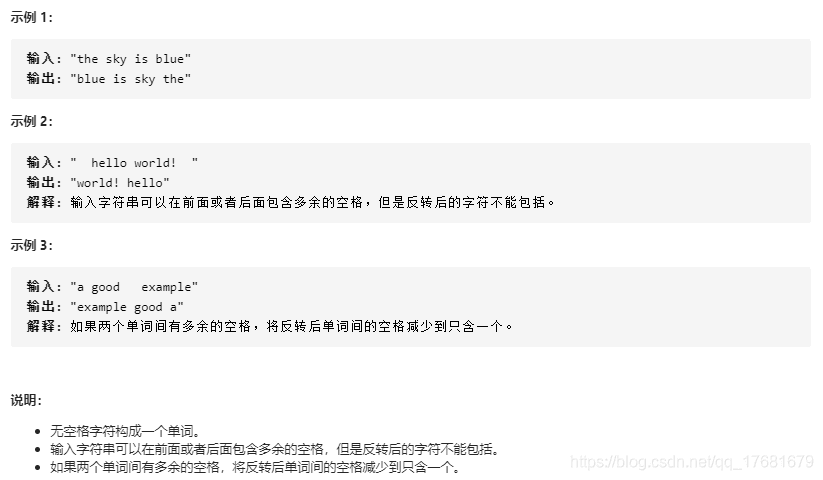 示例 1：
输入: "the sky is blue"
输出: "blue is sky the"
示例 2：
输入: "  hello world!  "
输出: "world! hello"
解释: 输入字符串可以在前面或者后面包含多余的空格，但是反转后的字符不能包括。
示例 3：
输入: "a good   example"
输出: "example good a"
解释: 如果两个单词间有多余的空格，将反转后单词间的空格减少到只含一个。
说明：
• 无空格字符构成一个单词。
• 输入字符串可以在前面或者后面包含多余的空格，但是反转后的字符不能包括。
• 如果两个单词间有多余的空格，将反转后单词间的空格减少到只含一个。
https://blog.csdn.net/qq_17681679